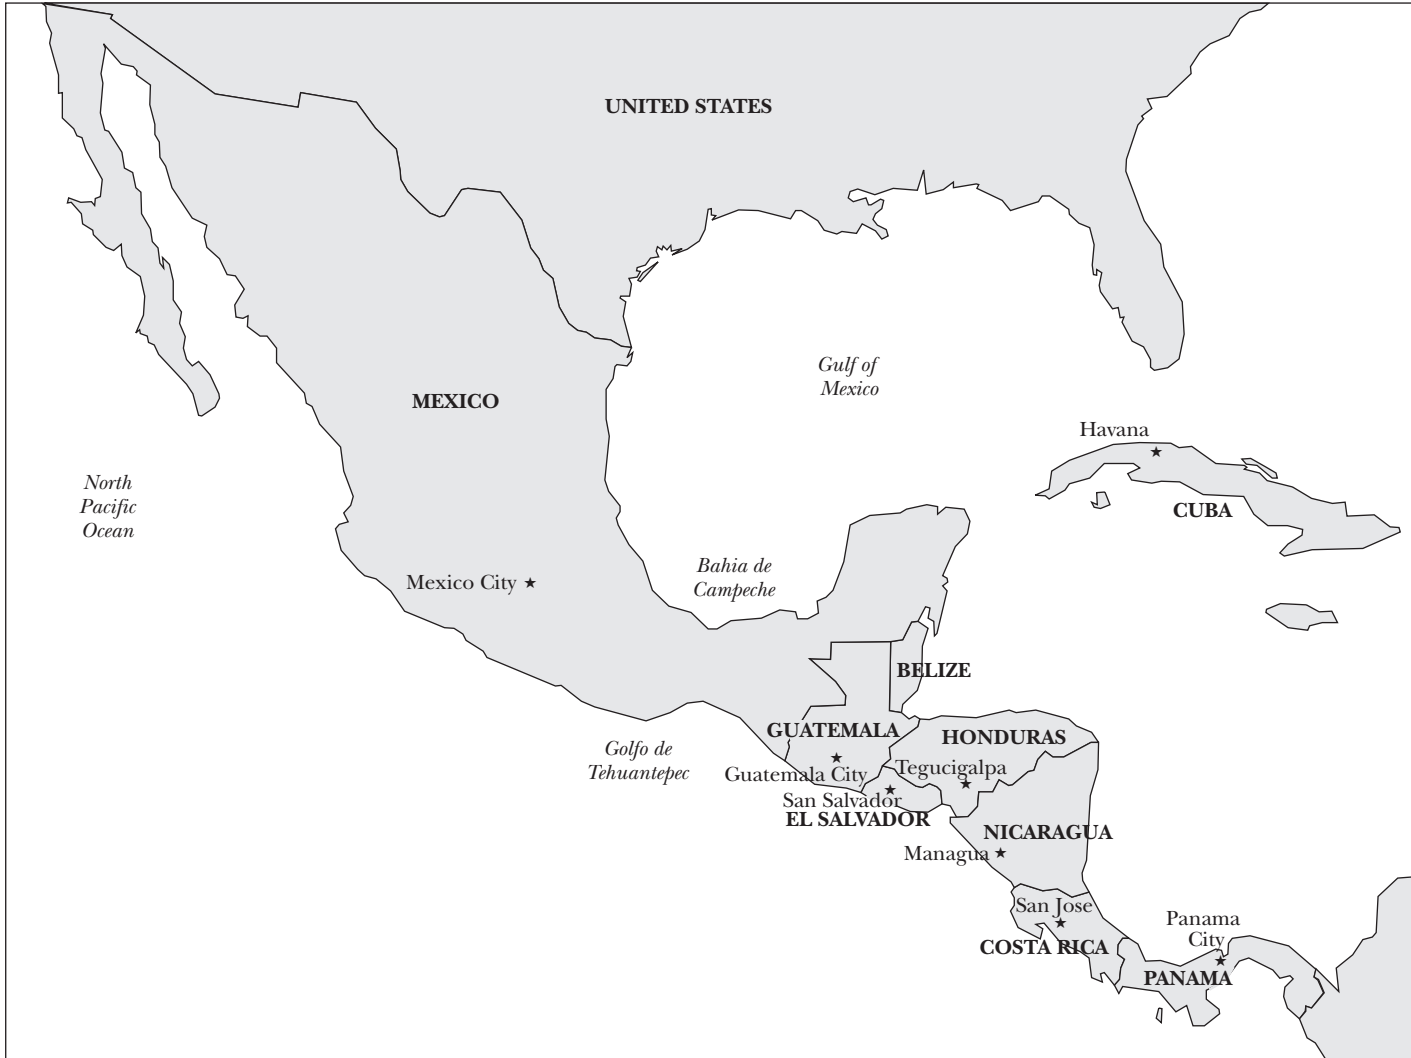 UNITED STATES
Gulf of
Mexico
MEXICO
Havana
North
Pacific
Ocean
CUBA
Bahia de
Campeche
Mexico City
BELIZE
GUATEMALA
HONDURAS
Golfo de
Tehuantepec
Guatemala City
Tegucigalpa
San Salvador
EL SALVADOR
NICARAGUA
Managua
San Jose
Panama
City
COSTA RICA
PANAMA